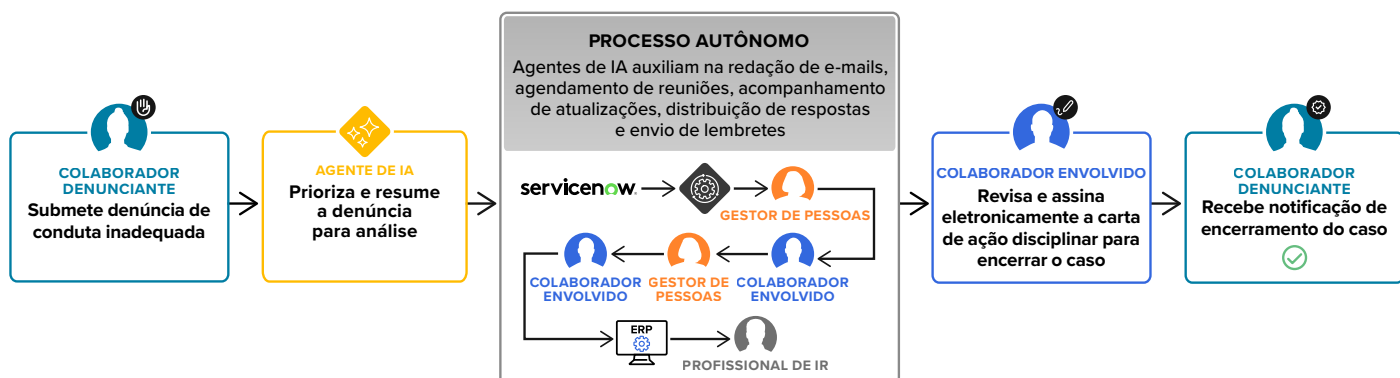 COLABORADOR
DENUNCIANTE
Submete denúncia de
conduta inadequada
AGENTE DE IA
Prioriza e resume
a denúncia
para análise
PROCESSO AUTÔNOMO
Agentes de IA auxiliam na redação de e-mails,
agendamento de reuniões, acompanhamento
de atualizações, distribuição de respostas
e envio de lembretes
servicenow
GESTOR DE PESSOAS
COLABORADOR
ENVOLVIDO
GESTOR DE
PESSOAS
COLABORADOR
ENVOLVIDO
ERP
PROFISSIONAL DE IR
COLABORADOR ENVOLVIDO
Revisa e assina
eletronicamente a carta
de ação disciplinar para
encerrar o caso
COLABORADOR
DENUNCIANTE
Recebe notificação de
encerramento do caso